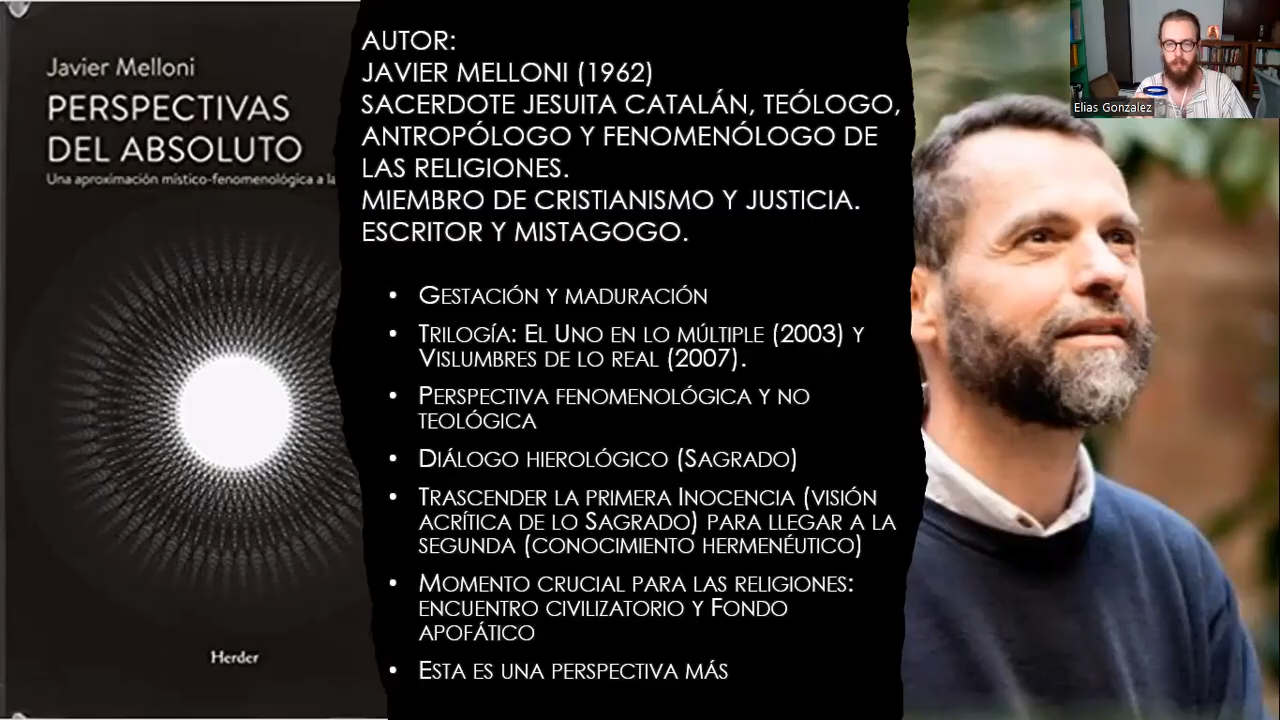 Javier Melloni
PERSPECTIVAS
DEL ABSOLUTO
Una aproximación místico-fenomenológica a la
Herder
AUTOR:
JAVIER MELLONI (1962)
SACERDOTE JESUITA CATALÁN, TEÓLOGO,
ANTROPÓLOGO Y FENOMENÓLOGO DE
LAS RELIGIONES.
MIEMBRO DE CRISTIANISMO Y JUSTICIA.
ESCRITOR Y MISTAGOGO.
• GESTACIÓN Y MADURACIÓN
• TRILOGÍA: EL UNO EN LO MÚLTIPLE (2003) Y
VISLUMBRES DE LO REAL (2007).
• PERSPECTIVA FENOMENOLÓGICA Y NO
TEOLÓGICA
• DIÁLOGO HIEROLÓGICO (SAGRADO)
• TRASCENDER LA PRIMERA INOCENCIA (VISIÓN
ACRÍTICA DE LO SAGRADO) PARA LLEGAR A LA
SEGUNDA (CONOCIMIENTO HERMENÉUTICO)
• MOMENTO CRUCIAL PARA LAS RELIGIONES:
ENCUENTRO CIVILIZATORIO Y FONDO
APOFÁTICO
• ESTA ES UNA PERSPECTIVA MÁS
Elias Gonzalez